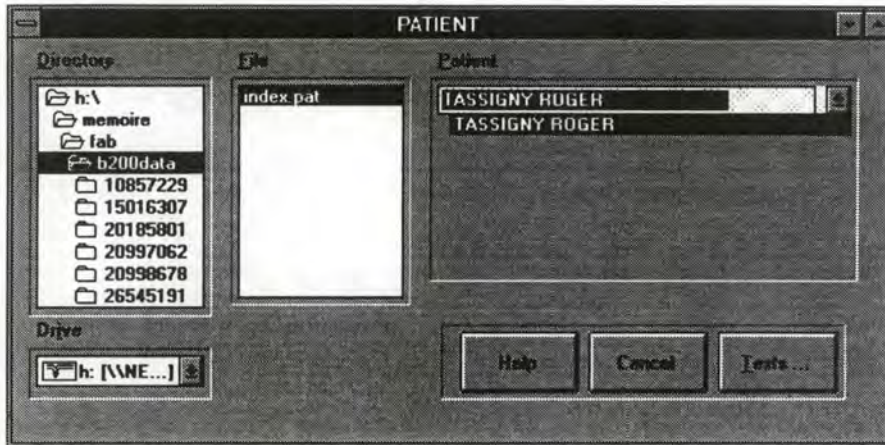 PATIENT
Directory
h:\
memoire
fab
b200data
10857229
15016307
20185801
20997062
20998678
26545191
File
index.pat
Patient
TASSIGNY ROGER
TASSIGNY ROGER
Drive
h: [\\NE...]
Help
Cancel
Tests ...